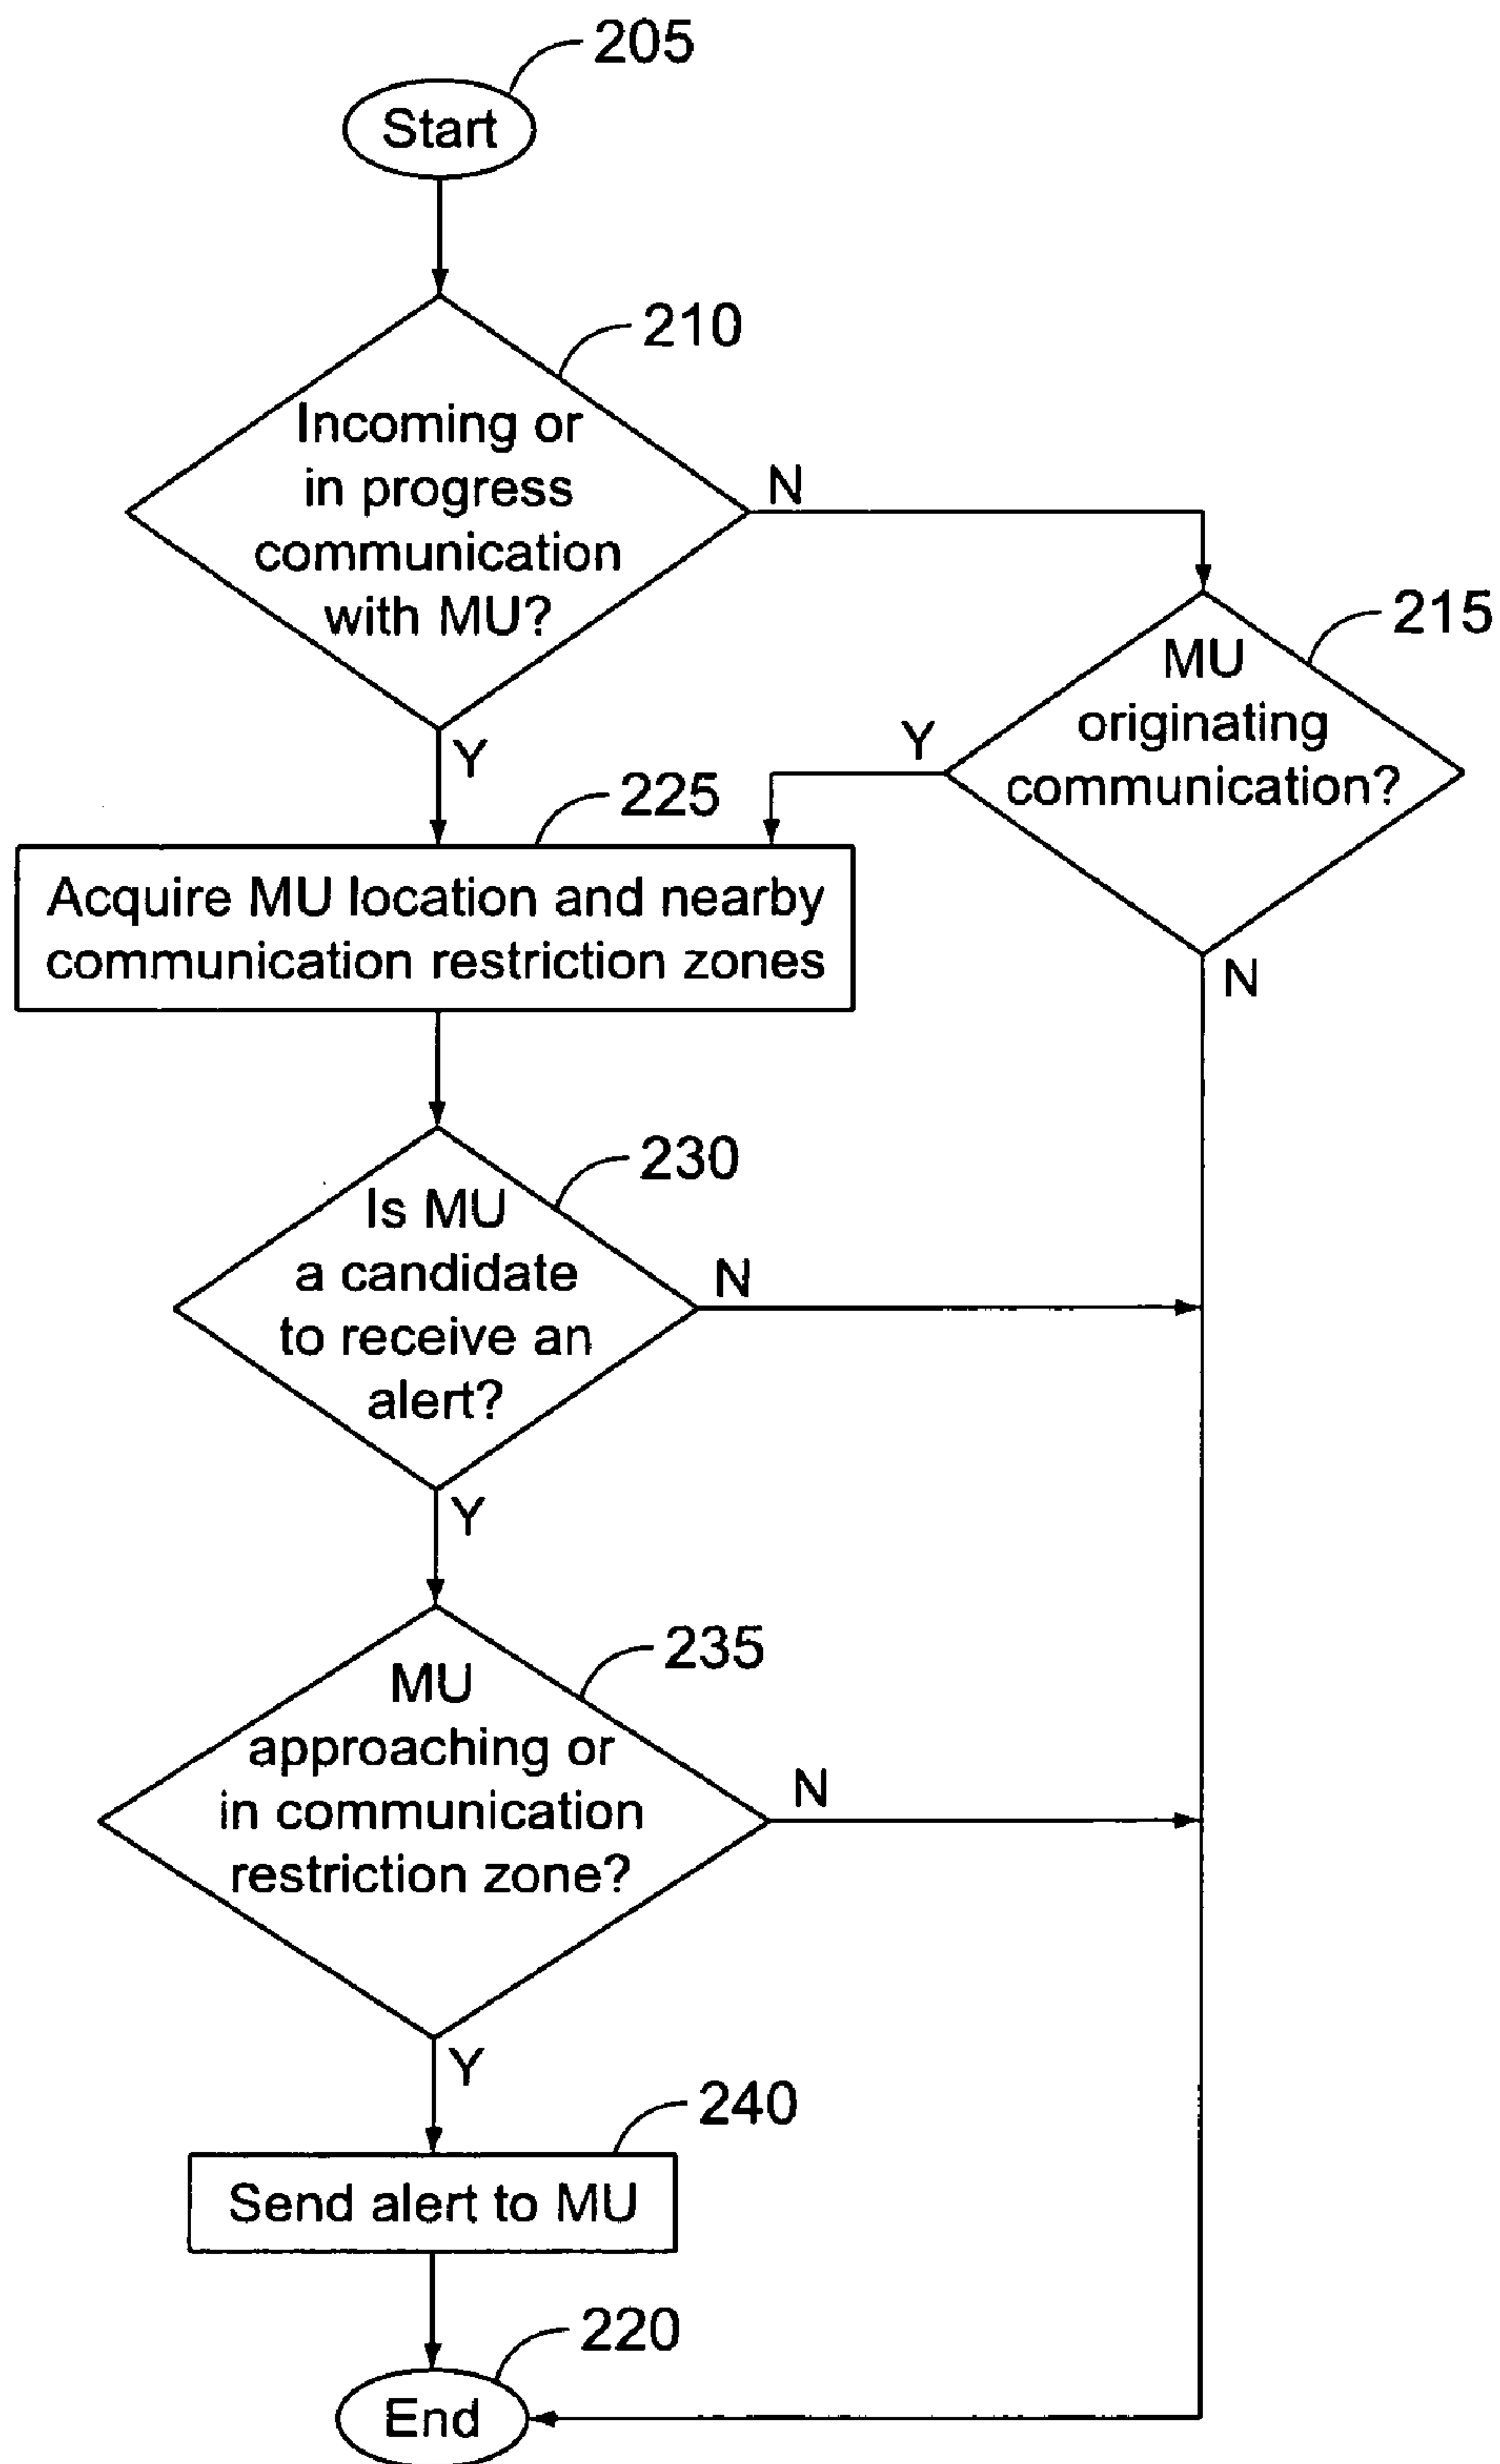 205
Start
210
Incoming or
in progress
communication
with MU?
N
Y
215
MU
originating
communication?
Y
N
225
Acquire MU location and nearby
communication restriction zones
230
Is MU
a candidate
to receive an
alert?
N
Y
235
MU
approaching or
in communication
restriction zone?
N
Y
240
Send alert to MU
220
End